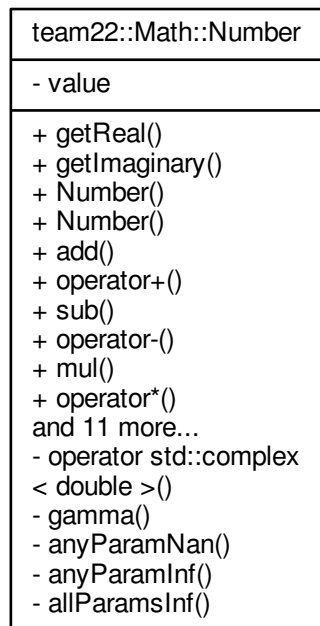 team22::Math::Number
- value
+ getReal()
+ getImaginary()
+ Number()
+ Number()
+ add()
+ operator+()
+ sub()
+ operator-()
+ mul()
+ operator*()
and 11 more...
- operator std::complex
< double >()
- gamma()
- anyParamNan()
- anyParamInf()
- allParamsInf()